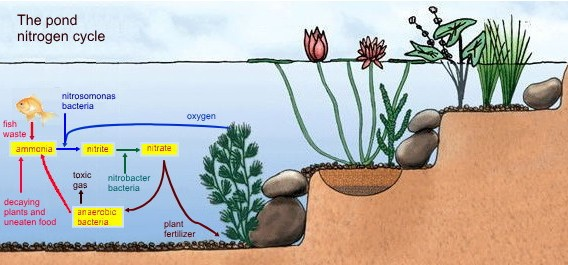 The pond
nitrogen cycle
nitrosomonas
bacteria
oxygen
fish
waste
ammonia
nitrite
nitrate
toxic
gas
nitrobacter
bacteria
decaying
plants and
uneaten food
anaerobic
bacteria
plant
fertilizer